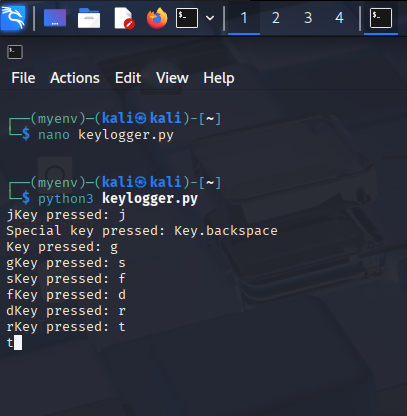 1 2 3 4
File Actions Edit View Help
┌──(myenv)─(kali㉿kali)-[~]
└─$ nano keylogger.py
┌──(myenv)─(kali㉿kali)-[~]
└─$ python3 keylogger.py
jKey pressed: j
Special key pressed: Key.backspace
Key pressed: g
gKey pressed: s
sKey pressed: f
fKey pressed: d
dKey pressed: r
rKey pressed: t
t